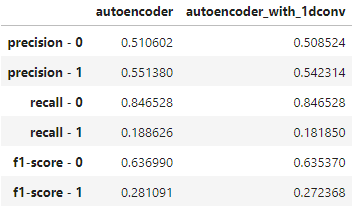 autoencoder autoencoder_with_1dconv
precision - 0 0.510602 0.508524
precision - 1 0.551380 0.542314
recall - 0 0.846528 0.846528
recall - 1 0.188626 0.181850
f1-score - 0 0.636990 0.635370
f1-score - 1 0.281091 0.272368